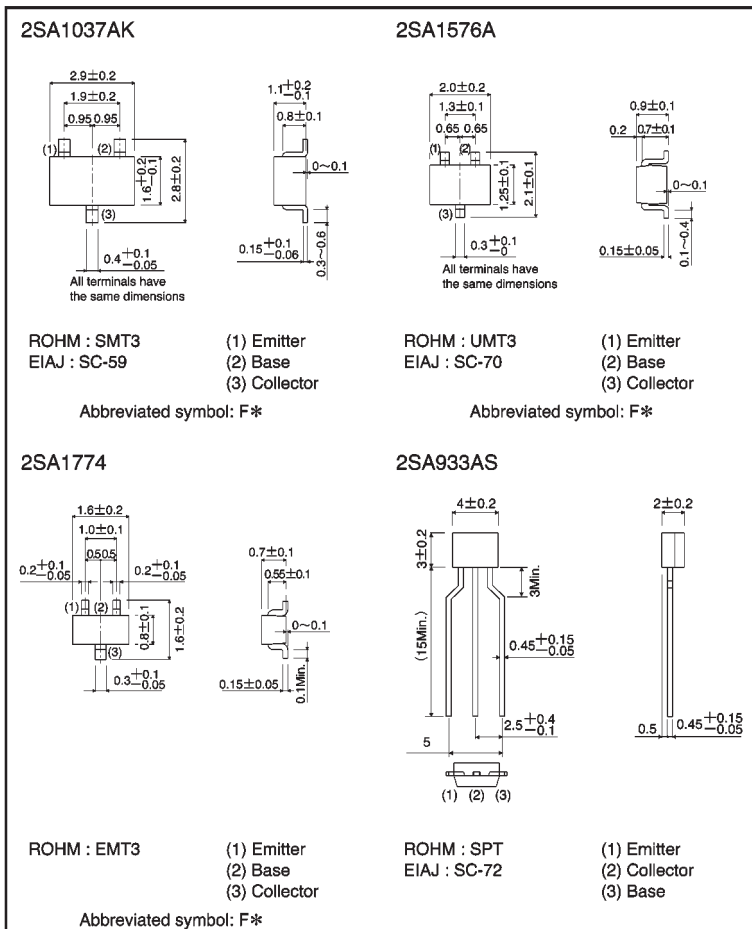 2SA1037AK
2.9±0.2
1.9±0.2
0.95 0.95
(1) (2)
(3)
1.6+0.2−0.1
2.8±0.2
0.4+0.1−0.05
All terminals have
the same dimensions
1.1+0.2−0.1
0.8±0.1
0∼0.1
0.15+0.1−0.06
0.3∼0.6
ROHM : SMT3
EIAJ : SC-59
(1) Emitter
(2) Base
(3) Collector
Abbreviated symbol: F*
2SA1576A
2.0±0.2
1.3±0.1
0.65 0.65
(1) (2)
(3)
1.25±0.1
2.1±0.1
0.3+0.1−0
All terminals have
the same dimensions
0.9±0.1
0.2 0.7±0.1
0∼0.1
0.15±0.05
0.1∼0.4
ROHM : UMT3
EIAJ : SC-70
(1) Emitter
(2) Base
(3) Collector
Abbreviated symbol: F*
2SA1774
1.6±0.2
1.0±0.1
0.5 0.5
0.2+0.1−0.05 0.2+0.1−0.05
(1) (2)
(3)
0.8±0.1
1.6±0.2
0.3+0.1−0.05
0.7±0.1
0.55±0.1
0∼0.1
0.15±0.05
0.1Min.
ROHM : EMT3
(1) Emitter
(2) Base
(3) Collector
Abbreviated symbol: F*
2SA933AS
4±0.2
3±0.2
3Min.
(15Min.)
0.45+0.15−0.05
2.5+0.4−0.1
5
(1) (2) (3)
2±0.2
0.5 0.45+0.15−0.05
ROHM : SPT
EIAJ : SC-72
(1) Emitter
(2) Collector
(3) Base